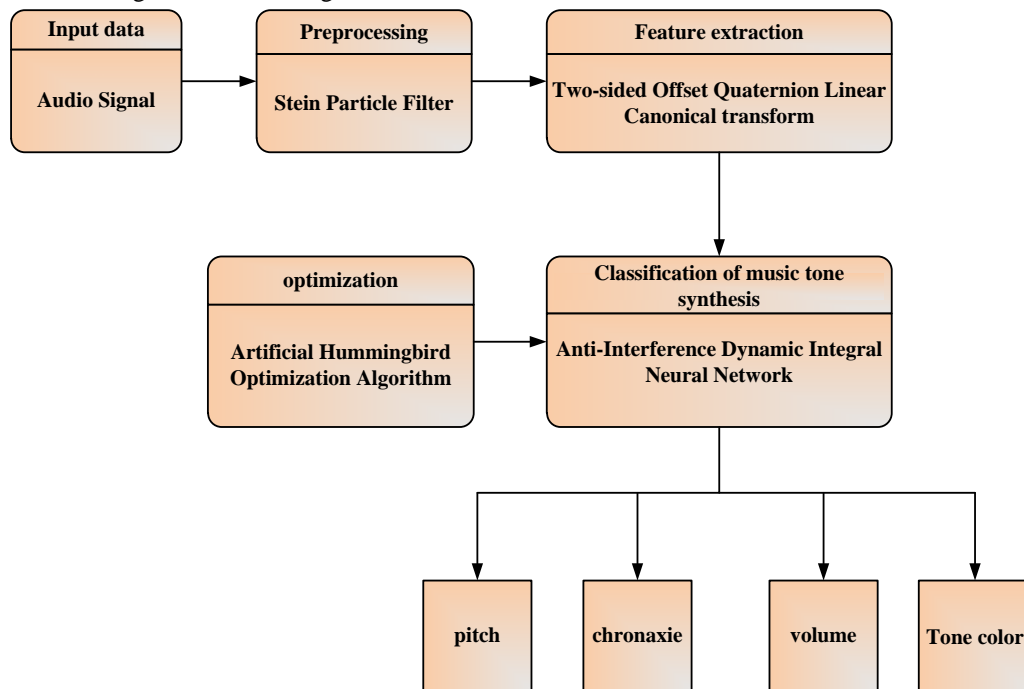 Input data
Audio Signal
Preprocessing
Stein Particle Filter
Feature extraction
Two-sided Offset Quaternion Linear
Canonical transform
optimization
Artificial Hummingbird
Optimization Algorithm
Classification of music tone
synthesis
Anti-Interference Dynamic Integral
Neural Network
pitch
chronaxie
volume
Tone color